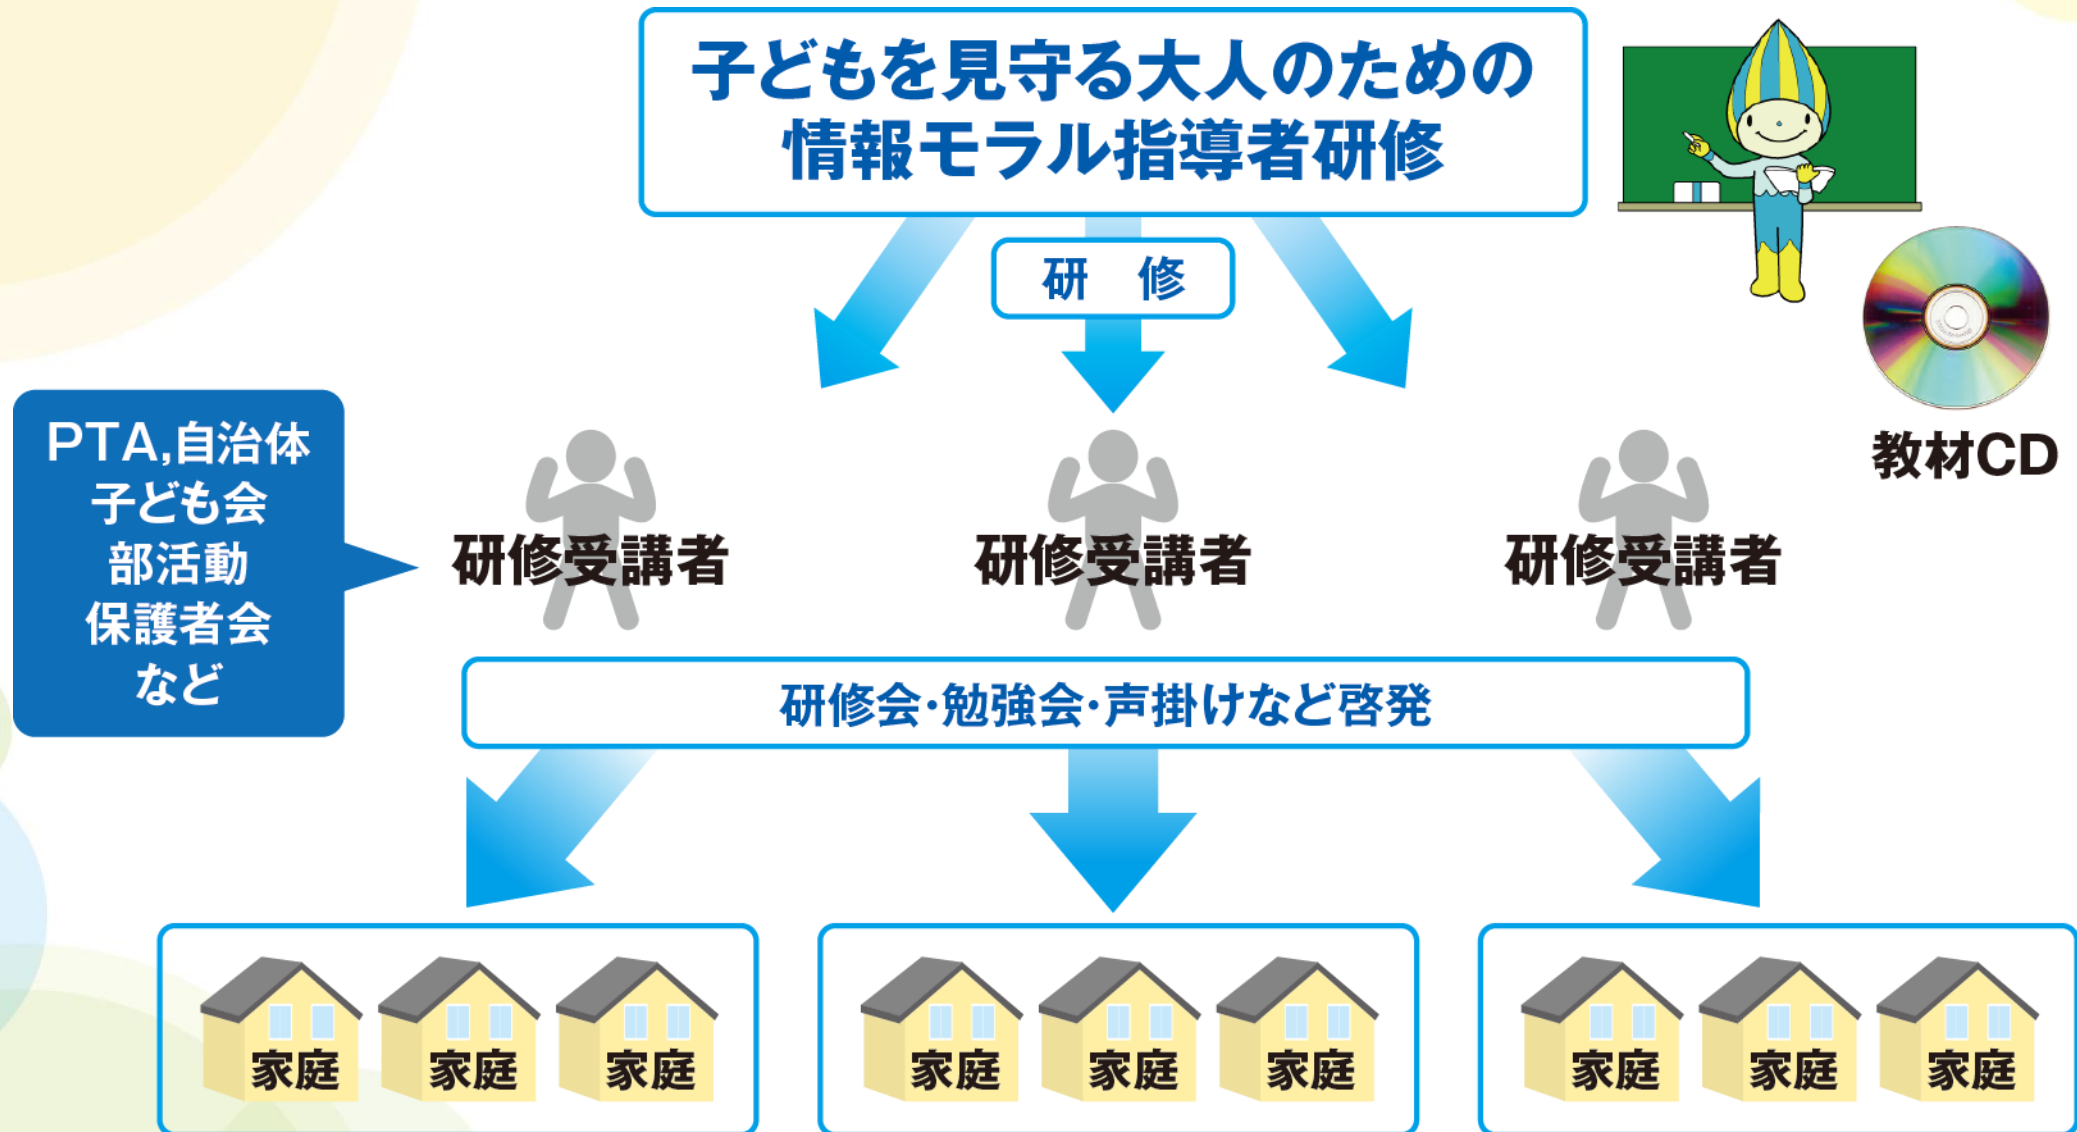 子どもを見守る大人のための
情報モラル指導者研修
研　修
教材CD
PTA,自治体
子ども会
部活動
保護者会
など
研修受講者
研修受講者
研修受講者
研修会・勉強会・声掛けなど啓発
家庭
家庭
家庭
家庭
家庭
家庭
家庭
家庭
家庭